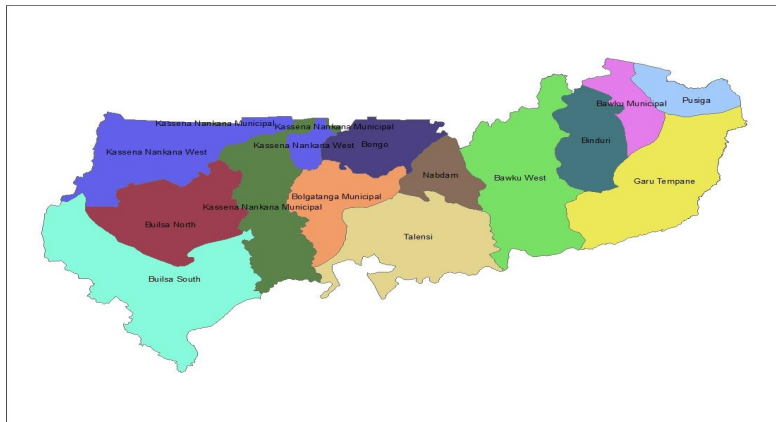 Pusiga
Bawku Municipal
Kassena Nankana Municipal
Kassena Nankana Municipal
Binduri
Kassena Nankana West
Bongo
Kassena Nankana West
Nabdam
Bawku West
Garu Tempane
Bolgatanga Municipal
Kassena Nankana Municipal
Builsa North
Talensi
Builsa South